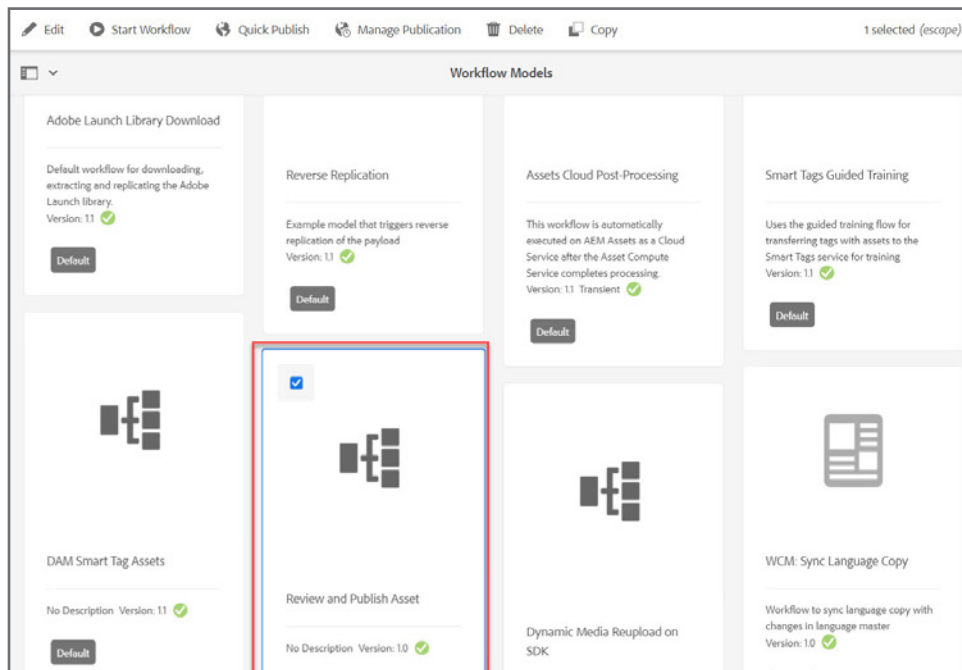 Edit Start Workflow Quick Publish Manage Publication Delete Copy 1 selected (escape)
Workflow Models
Adobe Launch Library Download
Default workflow for downloading,
extracting and replicating the Adobe
Launch library.
Version: 1.1
Default
Reverse Replication
Example model that triggers reverse
replication of the payload
Version: 1.1
Default
Assets Cloud Post-Processing
This workflow is automatically
executed on AEM Assets as a Cloud
Service after the Asset Compute
Service completes processing.
Version: 1.1 Transient
Default
Smart Tags Guided Training
Uses the guided training flow for
transferring tags with assets to the
Smart Tags service for training
Version: 1.1
Default
DAM Smart Tag Assets
No Description Version: 1.1
Default
Review and Publish Asset
No Description Version: 1.0
Dynamic Media Reupload on
SDK
WCM: Sync Language Copy
Workflow to sync language copy with
changes in language master
Version: 1.0